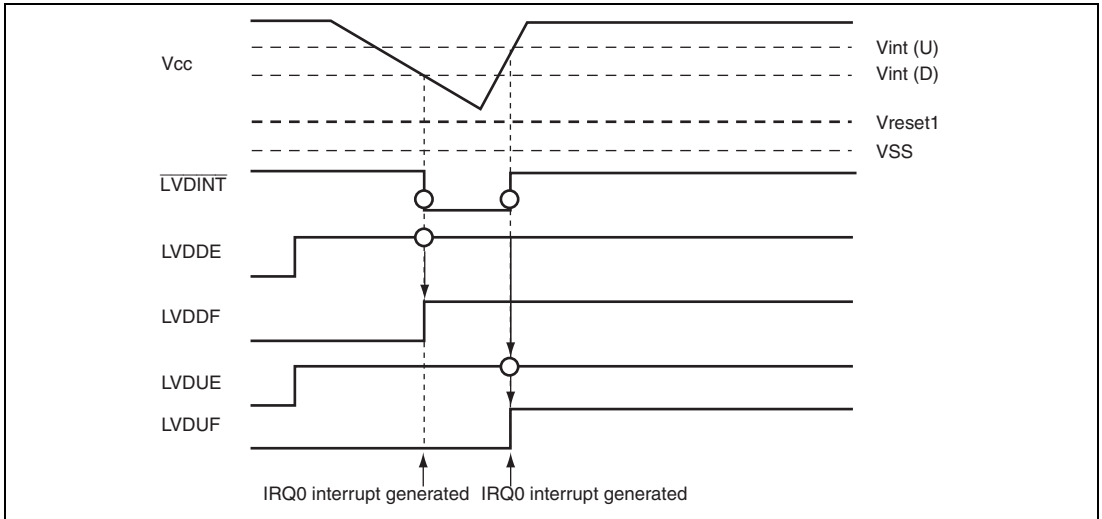 Vcc
Vint (U)
Vint (D)
Vreset1
VSS
LVDINT
LVDDE
LVDDF
LVDUE
LVDUF
IRQ0 interrupt generated IRQ0 interrupt generated